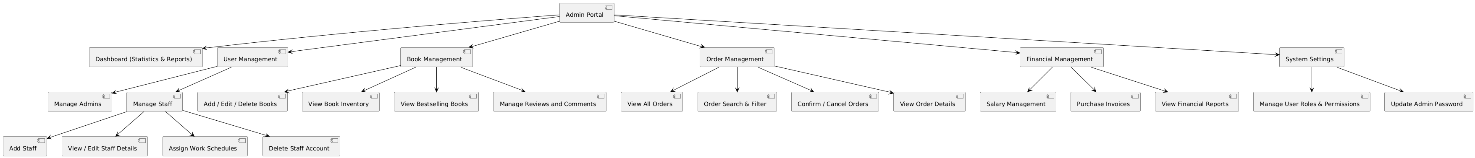 Admin Portal
Dashboard (Statistics & Reports)
User Management
Book Management
Order Management
Financial Management
System Settings
Manage Admins
Manage Staff
Add / Edit / Delete Books
View Book Inventory
View Bestselling Books
Manage Reviews and Comments
View All Orders
Order Search & Filter
Confirm / Cancel Orders
View Order Details
Salary Management
Purchase Invoices
View Financial Reports
Manage User Roles & Permissions
Update Admin Password
Add Staff
View / Edit Staff Details
Assign Work Schedules
Delete Staff Account